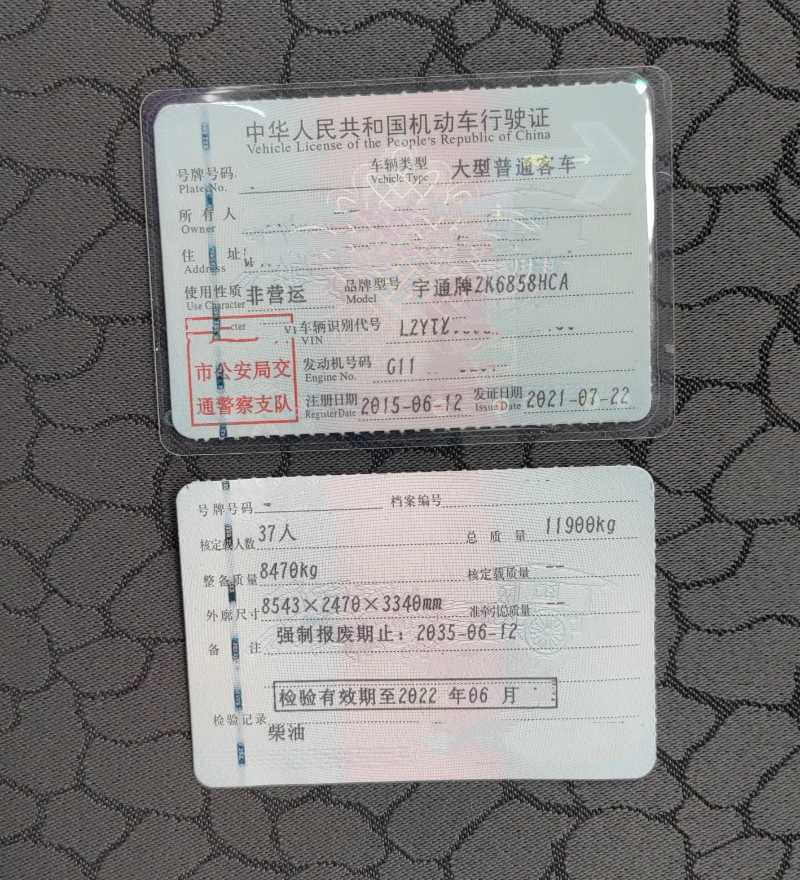 中华人民共和国机动车行驶证
Vehicle License of the People's Republic of China
号牌号码 车辆类型 大型普通客车
Plate No. Vehicle Type
所有人
Owner
住址
Address
使用性质 非营运 品牌型号 宇通牌ZK6858HCA
Use Character Model
车辆识别代号 LZYTX
VIN
发动机号码 G11
Engine No.
市公安局交
通警察支队
注册日期 2015-06-12 发证日期 2021-07-22
Register Date Issue Date
号牌号码 档案编号
核定载人数 37人 总质量 11900kg
整备质量 8470kg 核定载质量 --
外廓尺寸 8543×2470×3340mm 准牵引总质量 --
备注 强制报废期止：2035-06-12
检验有效期至2022 年06 月
检验记录
柴油